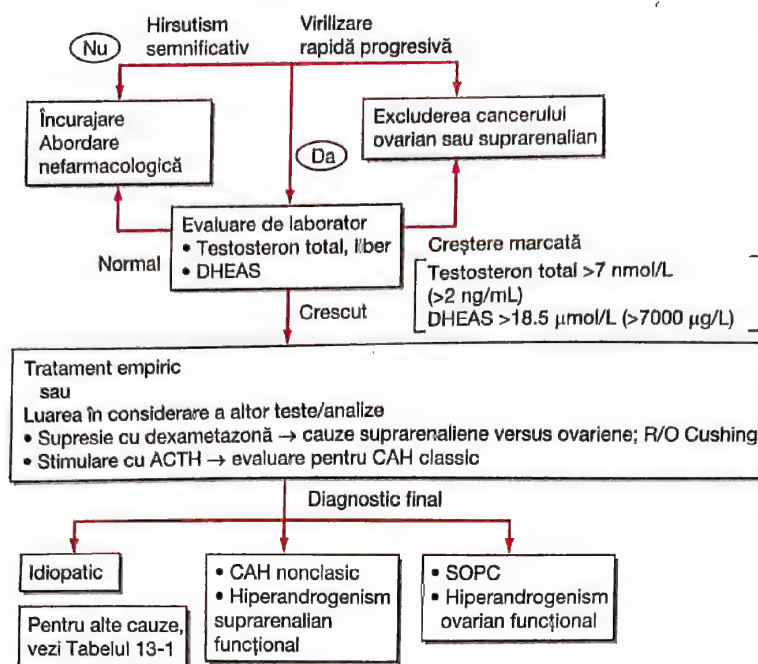 Hirsutism
semnificativ
Virilizare
rapidă progresivă
Nu
Încurajare
Abordare
nefarmacologică
Da
Excluderea cancerului
ovarian sau suprarenalian
Evaluare de laborator
• Testosteron total, liber
• DHEAS
Normal
Creștere marcată
Testosteron total >7 nmol/L
(>2 ng/mL)
DHEAS >18.5 µmol/L (>7000 µg/L)
Crescut
Tratament empiric
sau
Luarea în considerare a altor teste/analize
• Supresie cu dexametazonă → cauze suprarenaliene versus ovariene; R/O Cushing
• Stimulare cu ACTH → evaluare pentru CAH classic
Diagnostic final
Idiopatic
Pentru alte cauze,
vezi Tabelul 13-1
• CAH nonclasic
• Hiperandrogenism
suprarenalian
funcțional
• SOPC
• Hiperandrogenism
ovarian funcțional